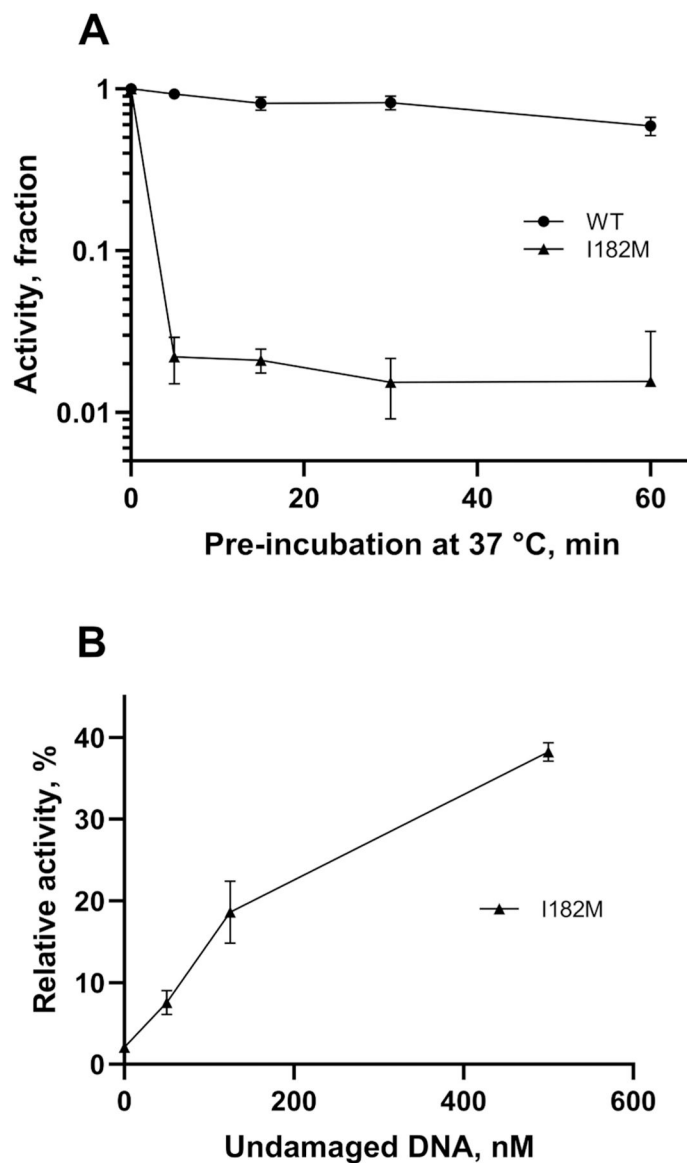 A
1
0.1
0.01
Activity, fraction
WT
I182M
0 20 40 60
Pre-incubation at 37 °C, min
B
40
30
20
10
0
Relative activity, %
I182M
0 200 400 600
Undamaged DNA, nM